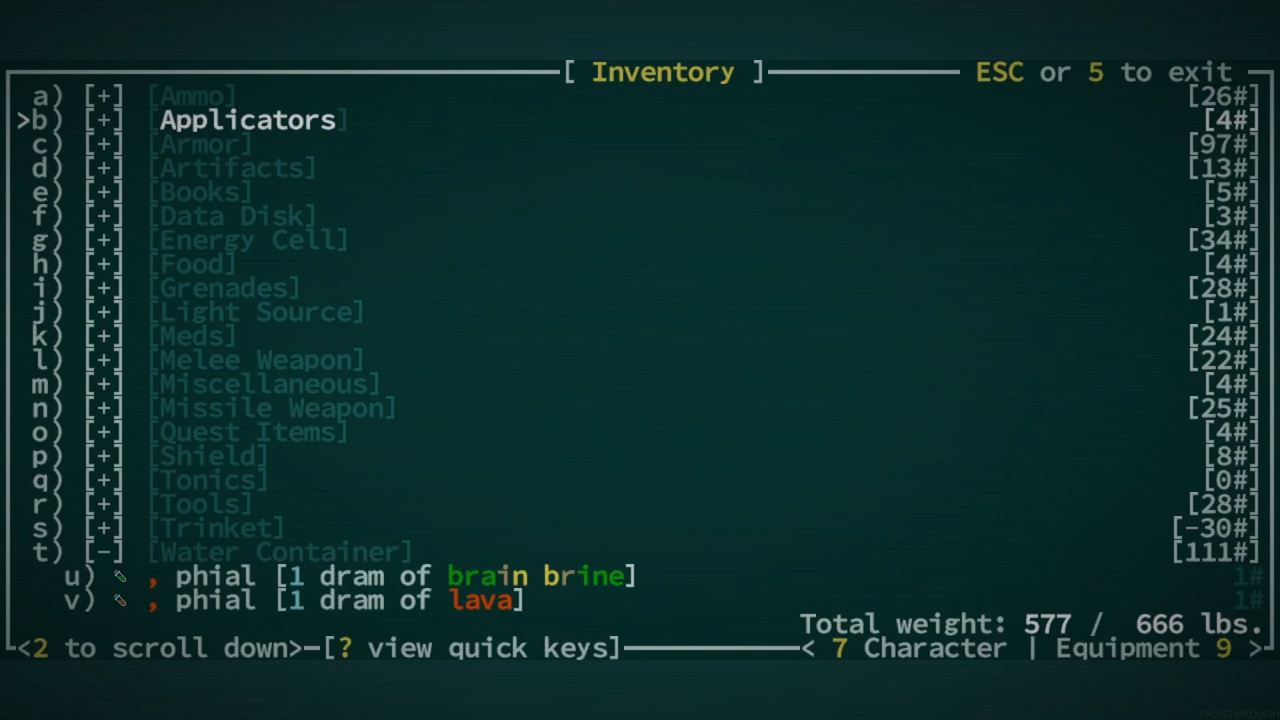 [ Inventory ] ESC or 5 to exit
a) [+] [Ammo] [26#]
>b) [+] [Applicators] [4#]
c) [+] [Armor] [97#]
d) [+] [Artifacts] [13#]
e) [+] [Books] [5#]
f) [+] [Data Disk] [3#]
g) [+] [Energy Cell] [34#]
h) [+] [Food] [4#]
i) [+] [Grenades] [28#]
j) [+] [Light Source] [1#]
k) [+] [Meds] [24#]
l) [+] [Melee Weapon] [22#]
m) [+] [Miscellaneous] [4#]
n) [+] [Missile Weapon] [25#]
o) [+] [Quest Items] [4#]
p) [+] [Shield] [8#]
q) [+] [Tonics] [0#]
r) [+] [Tools] [28#]
s) [+] [Trinket] [-30#]
t) [-] [Water Container] [111#]
u) , phial [1 dram of brain brine] 1#
v) , phial [1 dram of lava] 1#
Total weight: 577 / 666 lbs.
<2 to scroll down> [? view quick keys] < 7 Character | Equipment 9 >